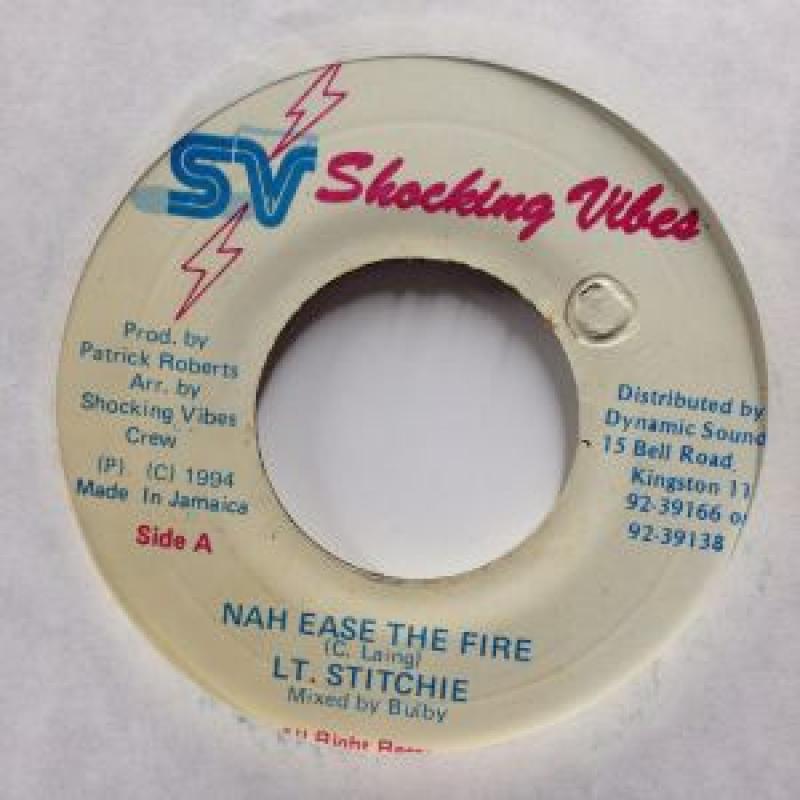 SV Shocking Vibes
Prod. by
Patrick Roberts
Arr. by
Shocking Vibes
Crew
(P) (C) 1994
Made In Jamaica
Side A
Distributed by
Dynamic Sound
15 Bell Road
Kingston 11
92-39166 or
92-39138
NAH EASE THE FIRE
(C. Laing)
LT. STITCHIE
Mixed by Bulby
All Right